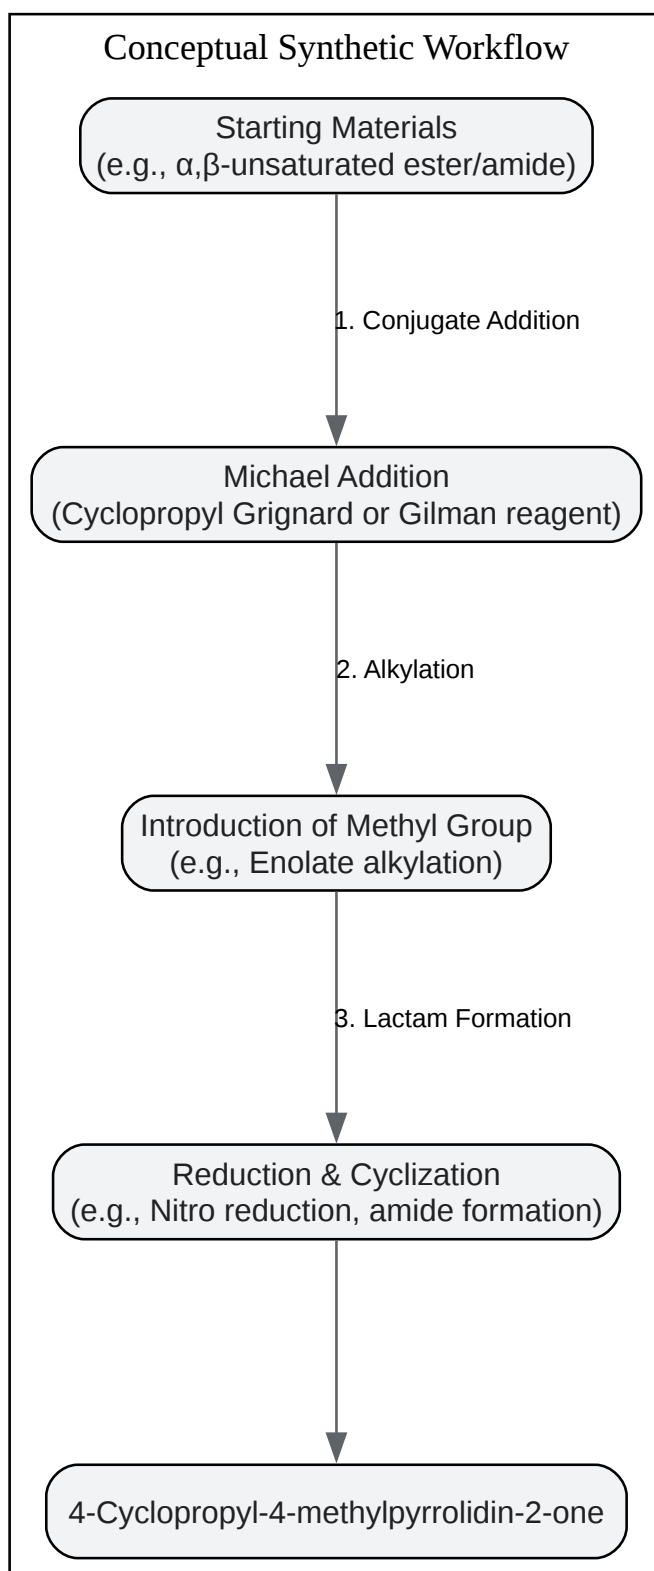 Conceptual Synthetic Workflow
Starting Materials
(e.g., α,β-unsaturated ester/amide)
1. Conjugate Addition
Michael Addition
(Cyclopropyl Grignard or Gilman reagent)
2. Alkylation
Introduction of Methyl Group
(e.g., Enolate alkylation)
3. Lactam Formation
Reduction & Cyclization
(e.g., Nitro reduction, amide formation)
4-Cyclopropyl-4-methylpyrrolidin-2-one